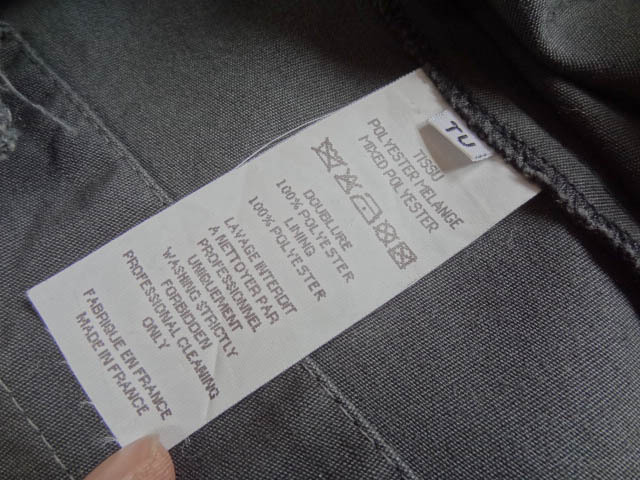 TU
TISSU
POLYESTER MELANGE
MIXED POLYESTER
DOUBLURE
100% POLYESTER
LINING
100% POLYESTER
LAVAGE INTERDIT
A NETTOYER PAR
PROFESSIONNEL
UNIQUEMENT
WASHING STRICTLY
FORBIDDEN
PROFESSIONAL CLEANING
ONLY
FABRIQUE EN FRANCE
MADE IN FRANCE